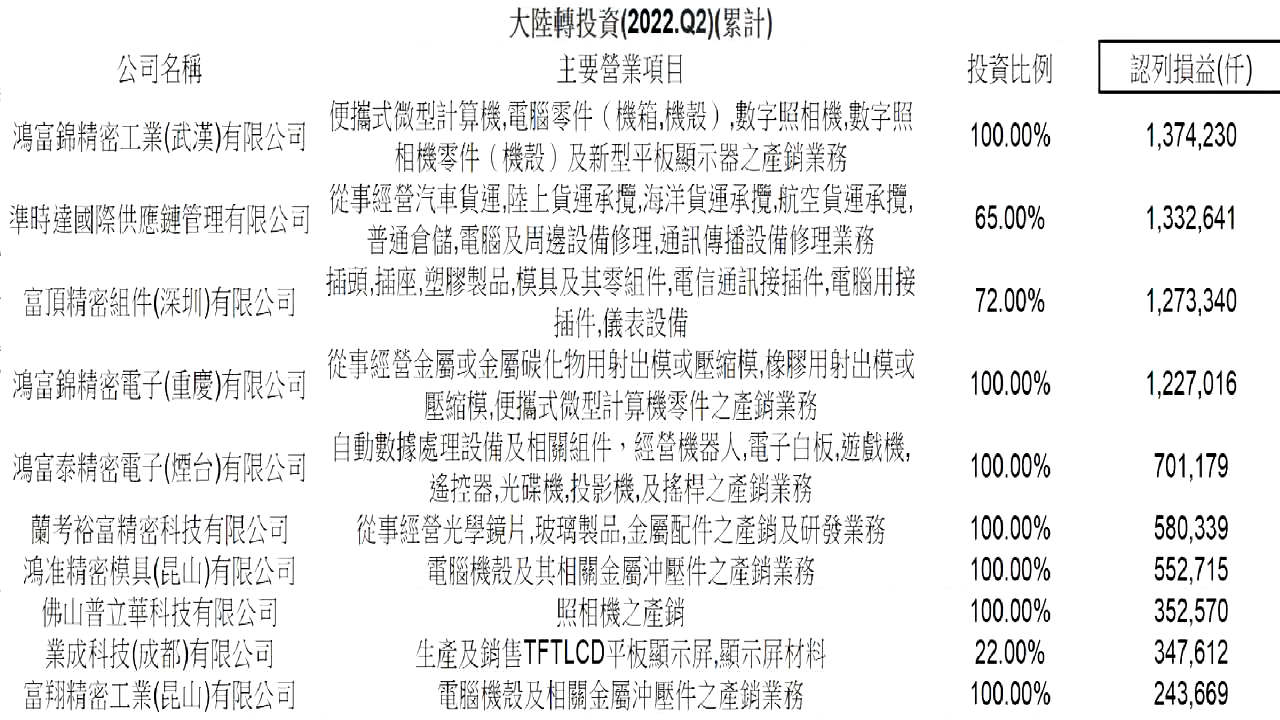 大陸轉投資(2022.Q2)(累計)
公司名稱 主要營業項目 投資比例 認列損益(仟)
鴻富錦精密工業(武漢)有限公司 便攜式微型計算機,電腦零件（機箱,機殼）,數字照相機,數字照 100.00% 1,374,230
相機零件（機殼）及新型平板顯示器之產銷業務
準時達國際供應鏈管理有限公司 從事經營汽車貨運,陸上貨運承攬,海洋貨運承攬,航空貨運承攬, 65.00% 1,332,641
普通倉儲,電腦及周邊設備修理,通訊傳播設備修理業務
富頂精密組件(深圳)有限公司 插頭,插座,塑膠製品,模具及其零組件,電信通訊接插件,電腦用接 72.00% 1,273,340
插件,儀表設備
鴻富錦精密電子(重慶)有限公司 從事經營金屬或金屬碳化物用射出模或壓縮模,橡膠用射出模或 100.00% 1,227,016
壓縮模,便攜式微型計算機零件之產銷業務
鴻富泰精密電子(煙台)有限公司 自動數據處理設備及相關組件，經營機器人,電子白板,遊戲機, 100.00% 701,179
遙控器,光碟機,投影機,及搖桿之產銷業務
蘭考裕富精密科技有限公司 從事經營光學鏡片,玻璃製品,金屬配件之產銷及研發業務 100.00% 580,339
鴻准精密模具(昆山)有限公司 電腦機殼及其相關金屬沖壓件之產銷業務 100.00% 552,715
佛山普立華科技有限公司 照相機之產銷 100.00% 352,570
業成科技(成都)有限公司 生產及銷售TFTLCD平板顯示屏,顯示屏材料 22.00% 347,612
富翔精密工業(昆山)有限公司 電腦機殼及相關金屬沖壓件之產銷業務 100.00% 243,669